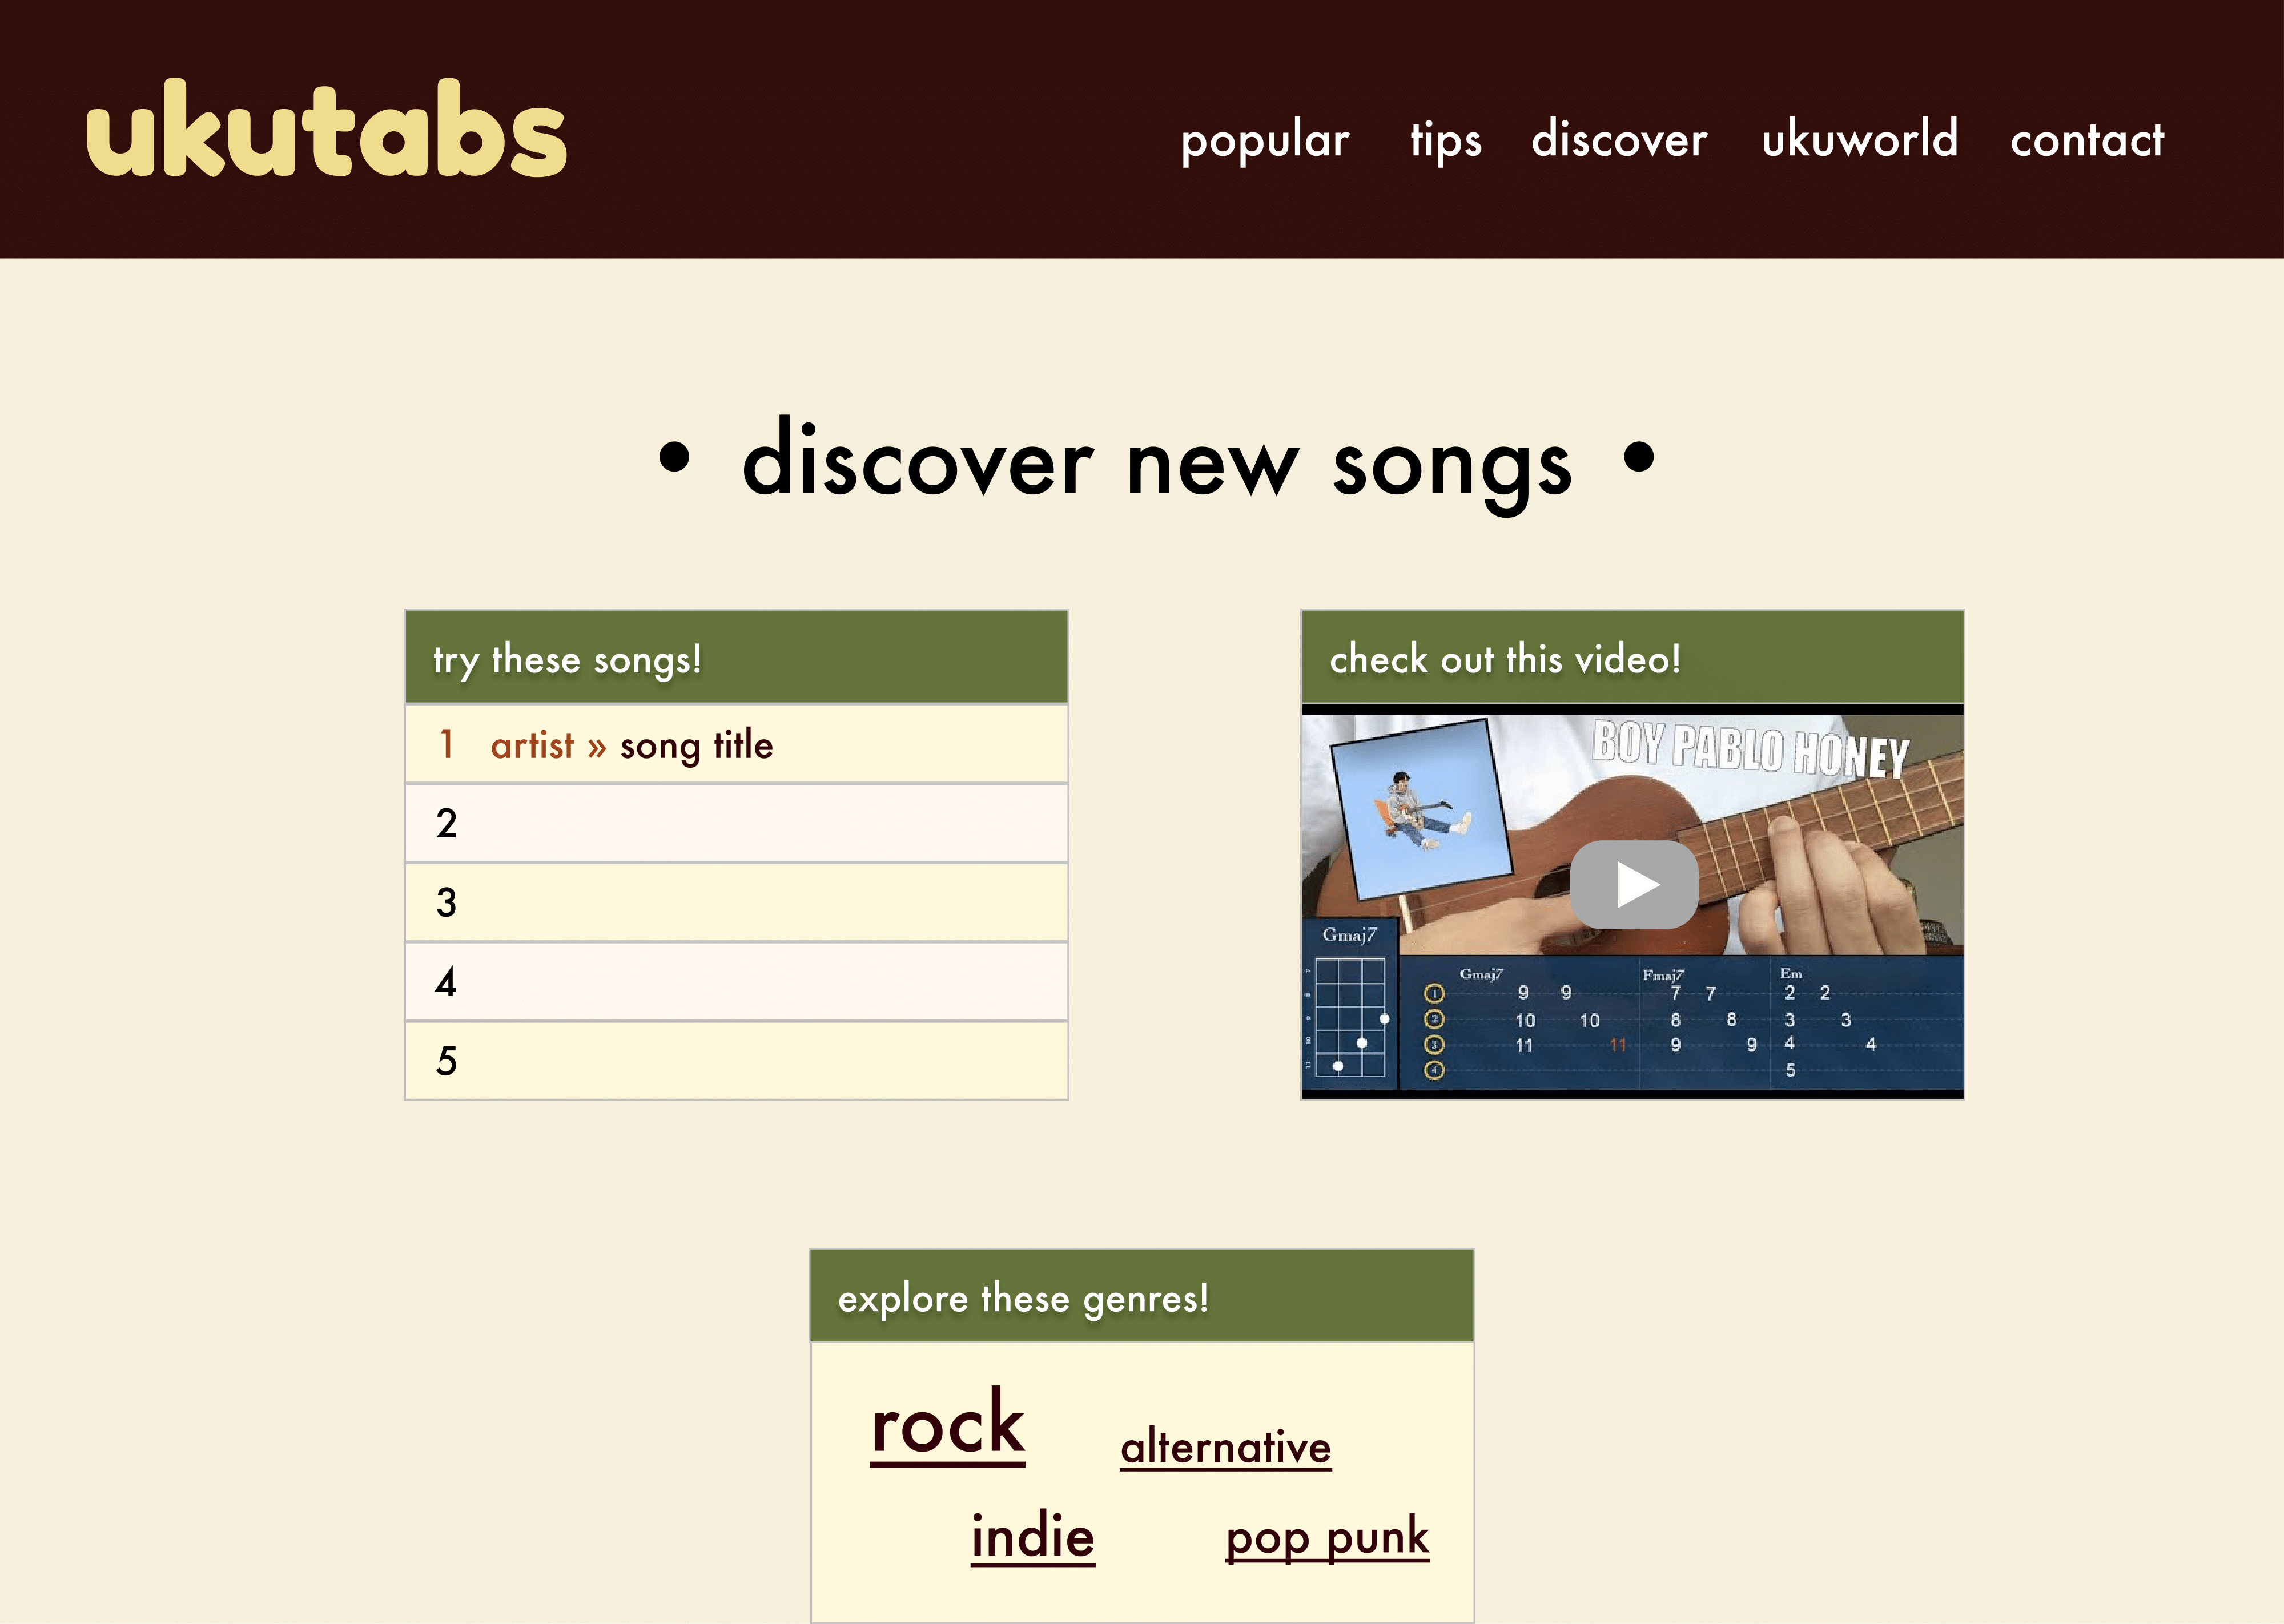 ukutabs
popular tips discover ukuworld contact
• discover new songs •
try these songs!
1 artist » song title
2
3
4
5
check out this video!
BOY PABLO HONEY
Gmaj7
Gmaj7 Fmaj7 Em
1 9 9 7 7 2 2
2 10 10 8 8 3 3
3 11 11 9 9 4 4
4 5
explore these genres!
rock alternative
indie pop punk